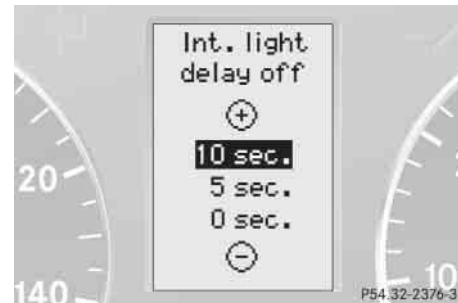 Int. light
delay off
+
10 sec.
5 sec.
0 sec.
−
20
140
10
P54.32-2376-3